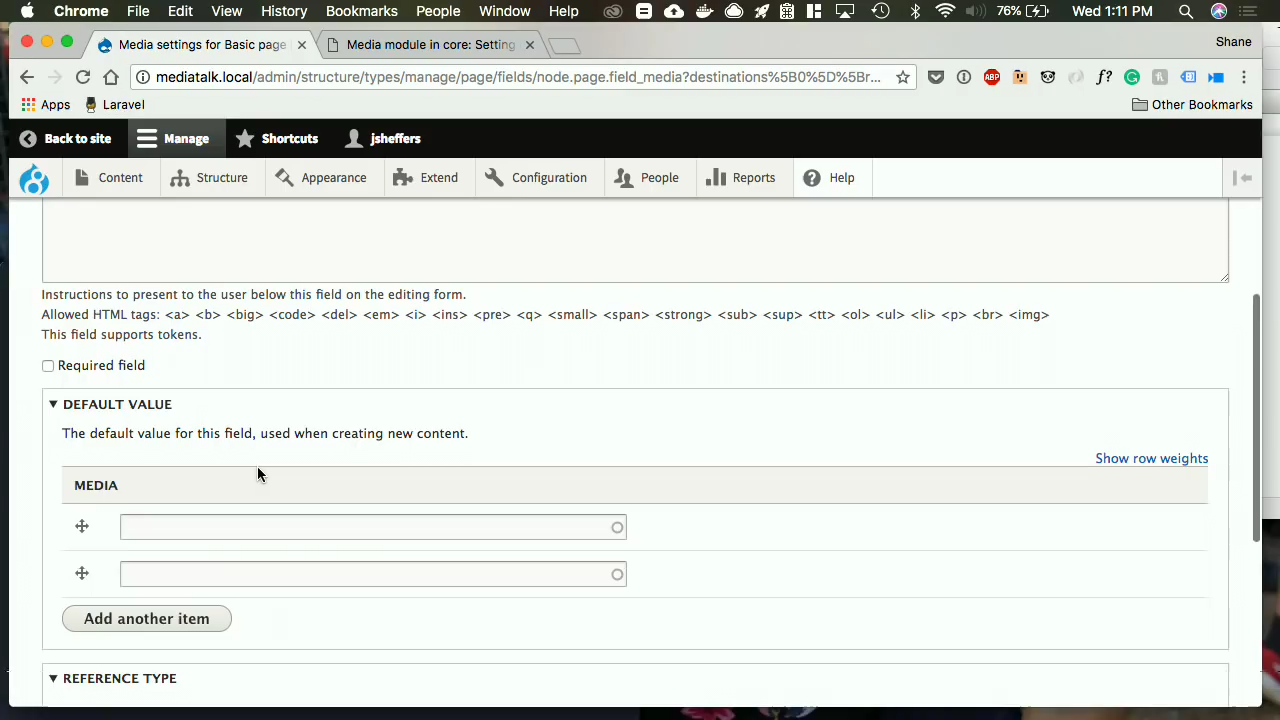 Chrome File Edit View History Bookmarks People Window Help 76% Wed 1:11 PM
Media settings for Basic page Media module in core: Setting Shane
mediatalk.local/admin/structure/types/manage/page/fields/node.page.field_media?destinations%5B0%5D%5Br... ABP f?
Apps Laravel Other Bookmarks
Back to site Manage Shortcuts jsheffers
Content Structure Appearance Extend Configuration People Reports Help
Instructions to present to the user below this field on the editing form.
Allowed HTML tags: <a> <b> <big> <code> <del> <em> <i> <ins> <pre> <q> <small> <span> <strong> <sub> <sup> <tt> <ol> <ul> <li> <p> <br> <img>
This field supports tokens.
Required field
DEFAULT VALUE
The default value for this field, used when creating new content.
Show row weights
MEDIA
Add another item
REFERENCE TYPE